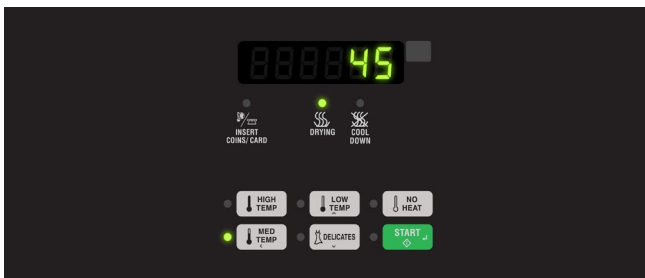 45
INSERT
COINS/ CARD
DRYING
COOL
DOWN
HIGH
TEMP
LOW
TEMP
NO
HEAT
MED
TEMP
DELICATES
START